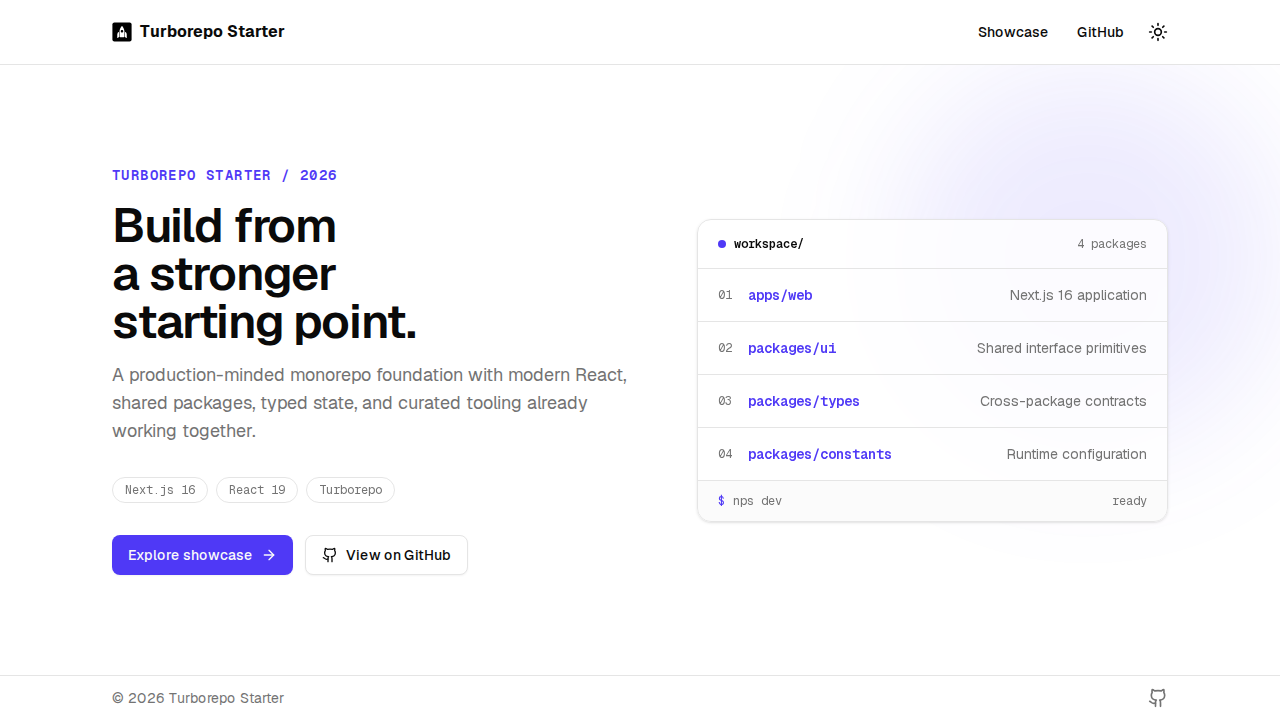 Turborepo Starter
Showcase
GitHub
TURBOREPO STARTER / 2026
Build from
a stronger
starting point.
A production-minded monorepo foundation with modern React,
shared packages, typed state, and curated tooling already
working together.
Next.js 16
React 19
Turborepo
Explore showcase
View on GitHub
workspace/
4 packages
01 apps/web Next.js 16 application
02 packages/ui Shared interface primitives
03 packages/types Cross-package contracts
04 packages/constants Runtime configuration
$ nps dev ready
© 2026 Turborepo Starter